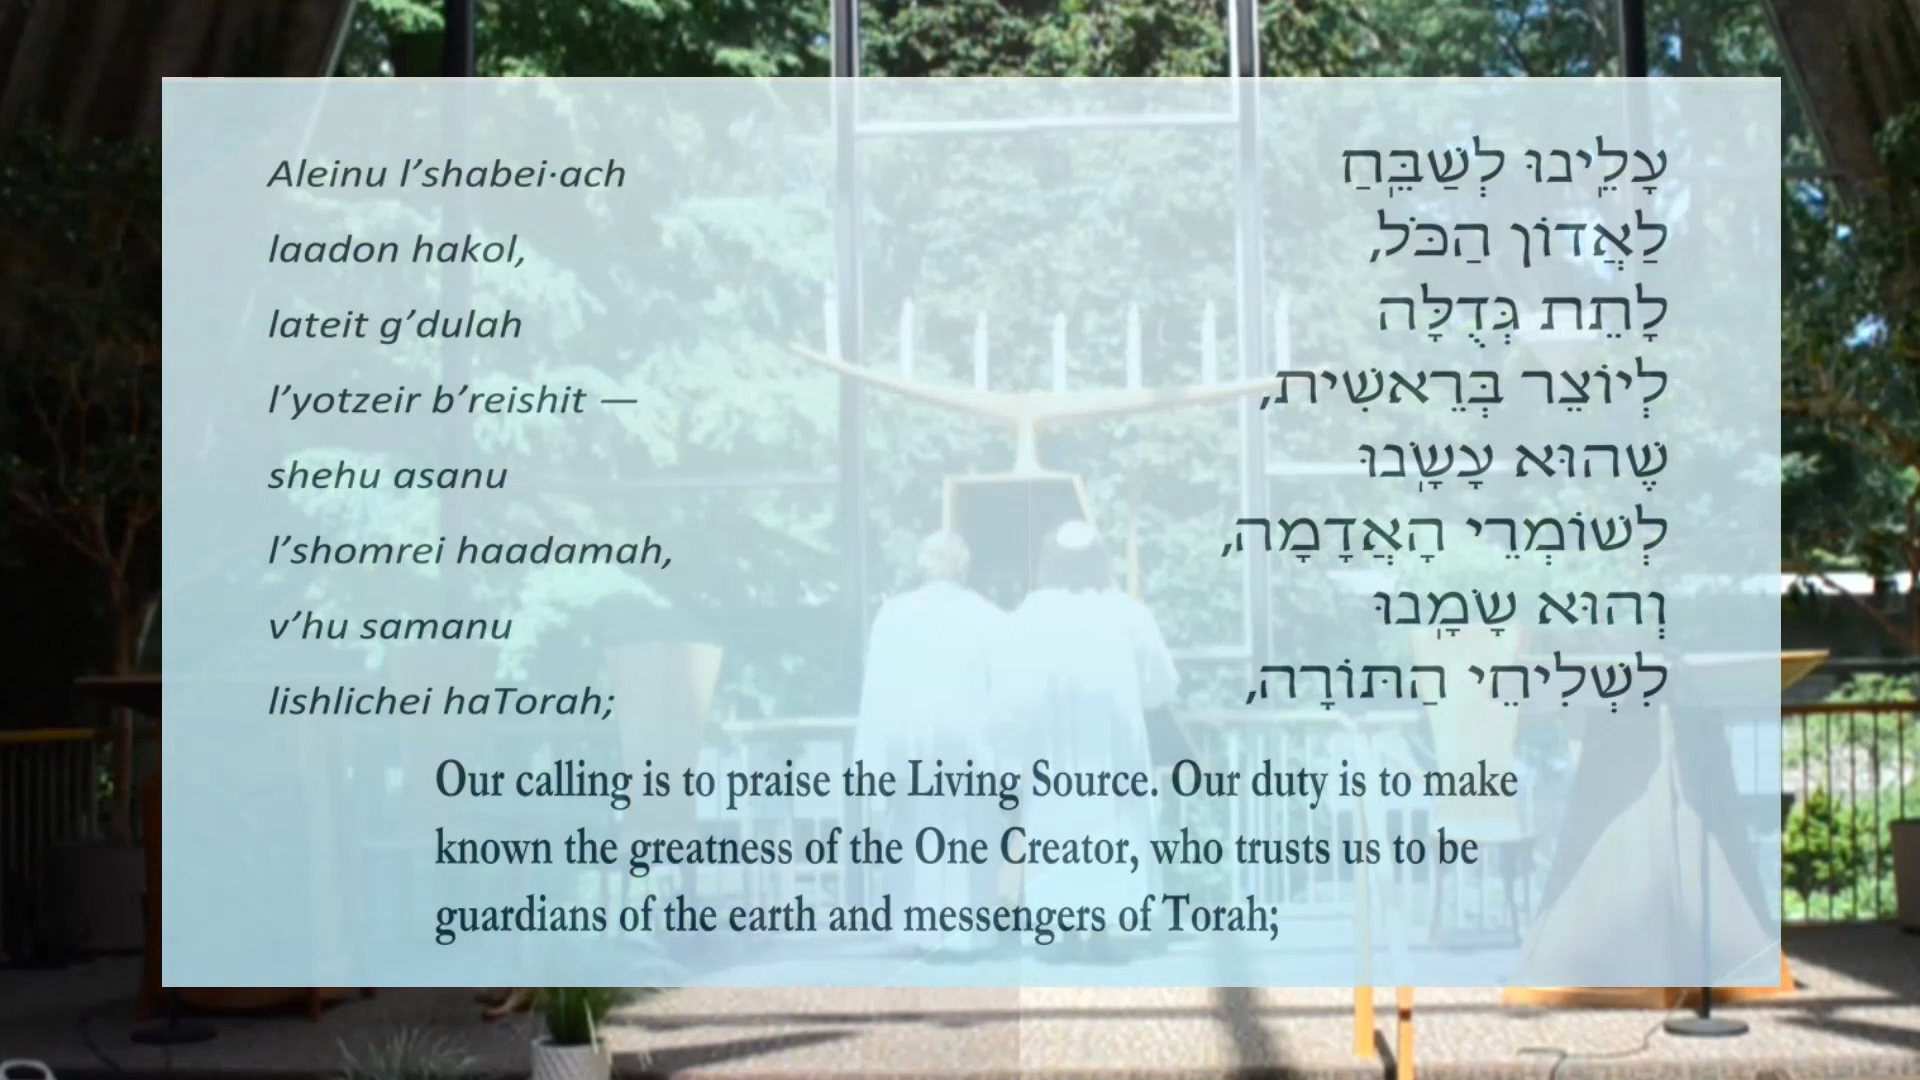 Aleinu l’shabei·ach
laadon hakol,
lateit g’dulah
l’yotzeir b’reishit —
shehu asanu
l’shomrei haadamah,
v’hu samanu
lishlichei haTorah;
עָלֵֽינוּ לְשַׁבֵּֽחַ
לַאֲדוֹן הַכֹּל,
לָתֵת גְּדֻלָּה
לְיוֹצֵר בְּרֵאשִׁית,
שֶׁהוּא עָשָֽׂנוּ
לְשׁוֹמְרֵי הָאֲדָמָה,
וְהוּא שָׂמָֽנוּ
לִשְׁלִיחֵי הַתּוֹרָה,
Our calling is to praise the Living Source. Our duty is to make
known the greatness of the One Creator, who trusts us to be
guardians of the earth and messengers of Torah;